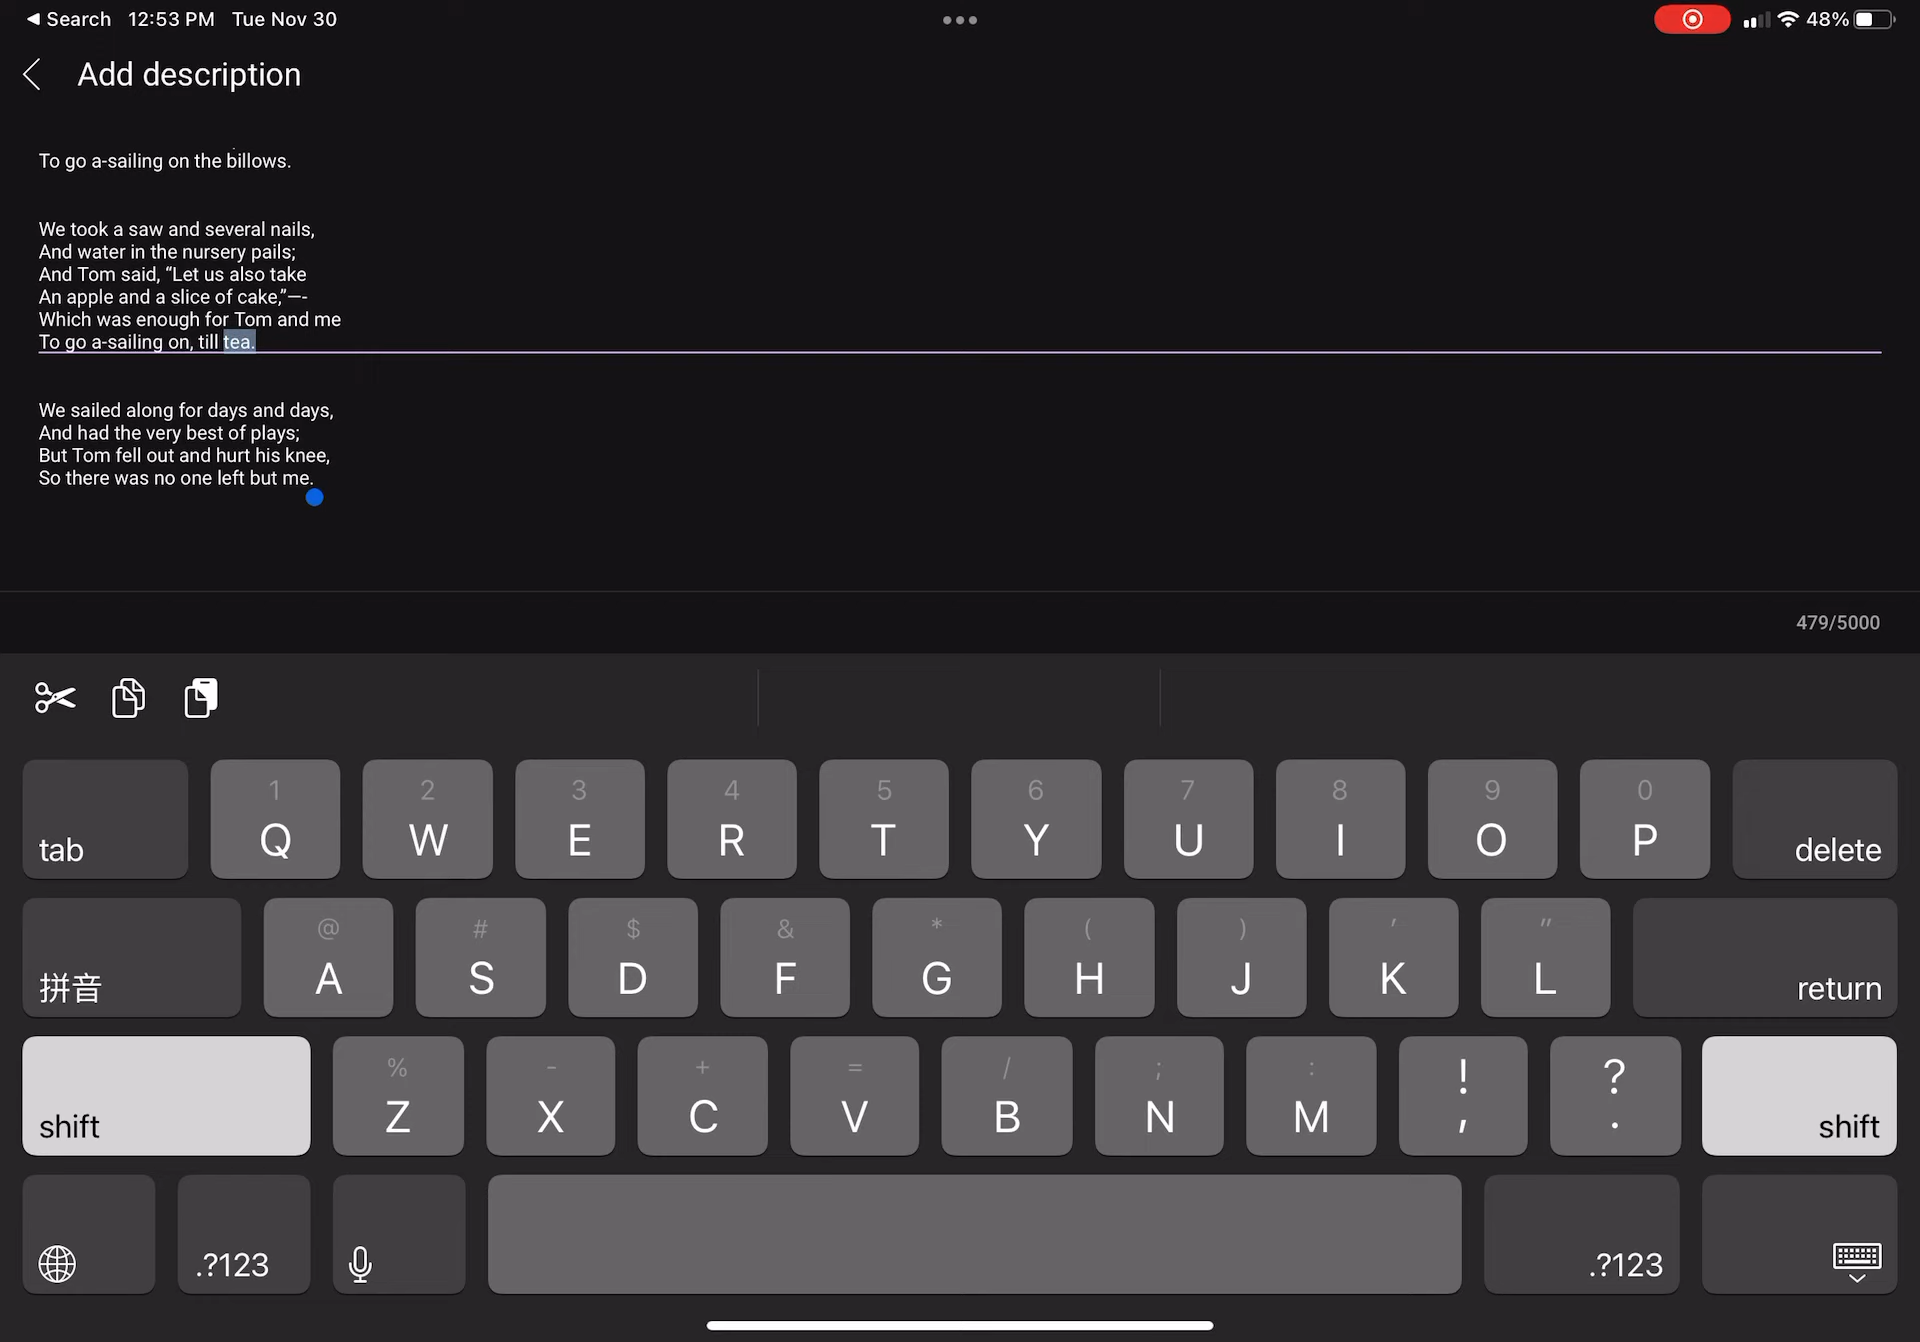 Search 12:53 PM Tue Nov 30
48%
Add description
To go a-sailing on the billows.
We took a saw and several nails,
And water in the nursery pails;
And Tom said, “Let us also take
An apple and a slice of cake,”—-
Which was enough for Tom and me
To go a-sailing on, till tea.
We sailed along for days and days,
And had the very best of plays;
But Tom fell out and hurt his knee,
So there was no one left but me.
479/5000
1 2 3 4 5 6 7 8 9 0
tab Q W E R T Y U I O P delete
@ # $ & * ( ) ' "
拼音 A S D F G H J K L return
% - + = / ; : ! ?
shift Z X C V B N M , . shift
.?123 .?123